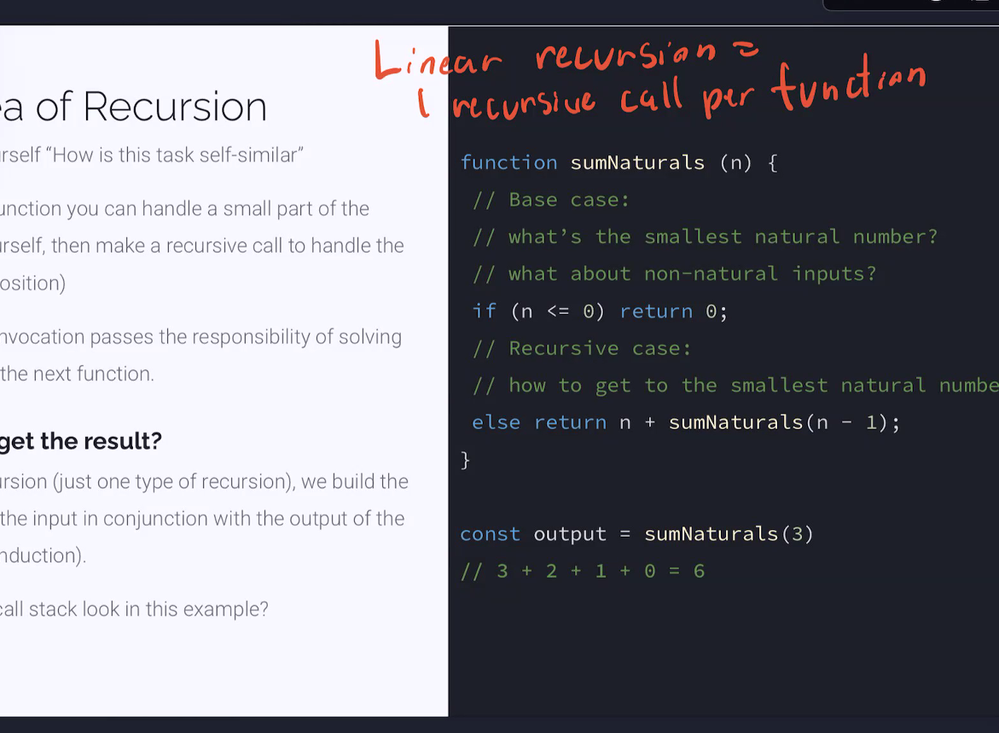 Linear recursion =
1 recursive call per function
ea of Recursion
rself “How is this task self-similar”
unction you can handle a small part of the
urself, then make a recursive call to handle the
osition)
nvocation passes the responsibility of solving
the next function.
get the result?
ursion (just one type of recursion), we build the
the input in conjunction with the output of the
nduction).
call stack look in this example?
function sumNaturals (n) {
// Base case:
// what’s the smallest natural number?
// what about non-natural inputs?
if (n <= 0) return 0;
// Recursive case:
// how to get to the smallest natural numbe
else return n + sumNaturals(n - 1);
}
const output = sumNaturals(3)
// 3 + 2 + 1 + 0 = 6